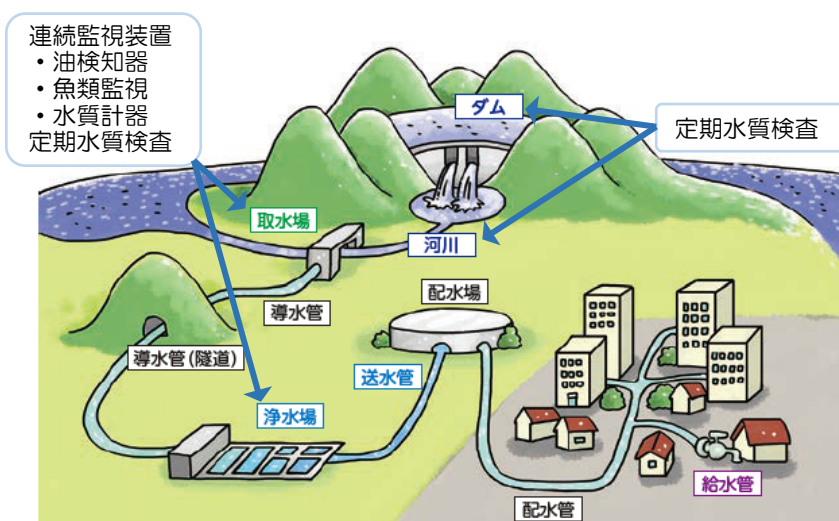 連続監視装置
・油検知器
・魚類監視
・水質計器
定期水質検査
ダム
定期水質検査
取水場
河川
導水管
配水場
導水管(隧道)
送水管
浄水場
給水管
配水管